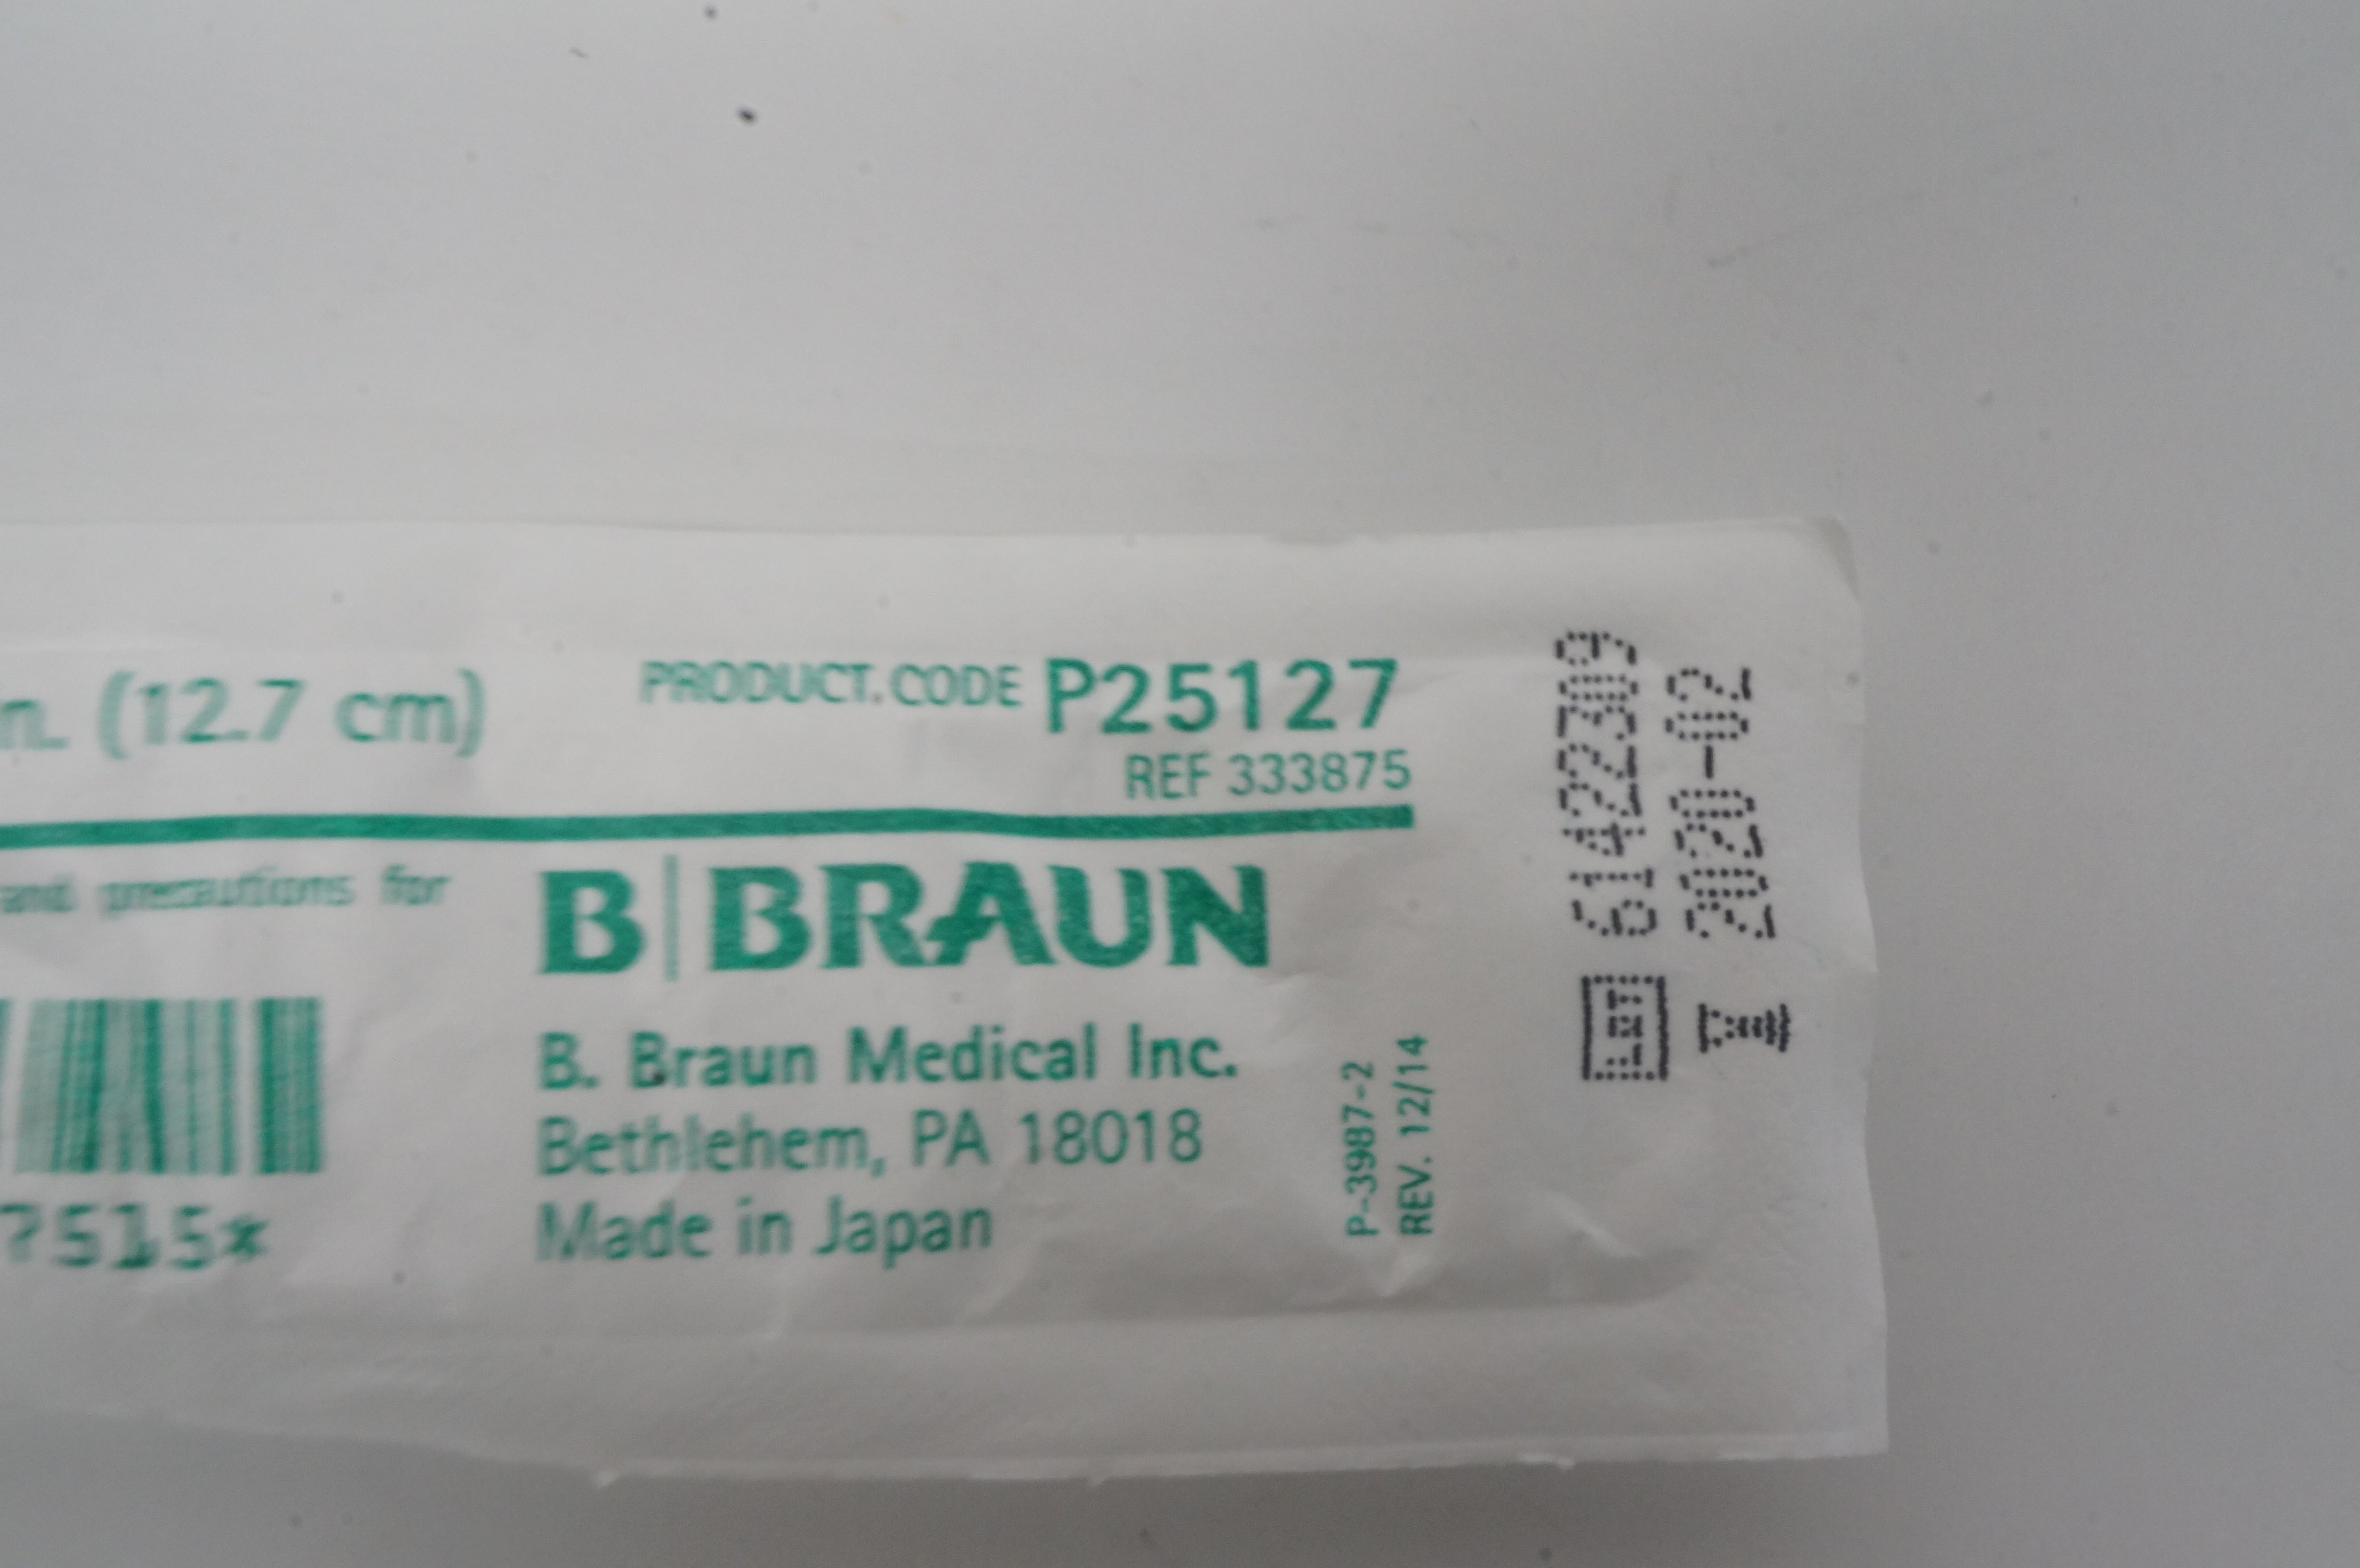 n. (12.7 cm)
PRODUCT CODE P25127
REF 333875
and precautions for
B|BRAUN
7515*
B. Braun Medical Inc.
Bethlehem, PA 18018
Made in Japan
P-3987-2
REV. 12/14
LOT 61422309
2020-02